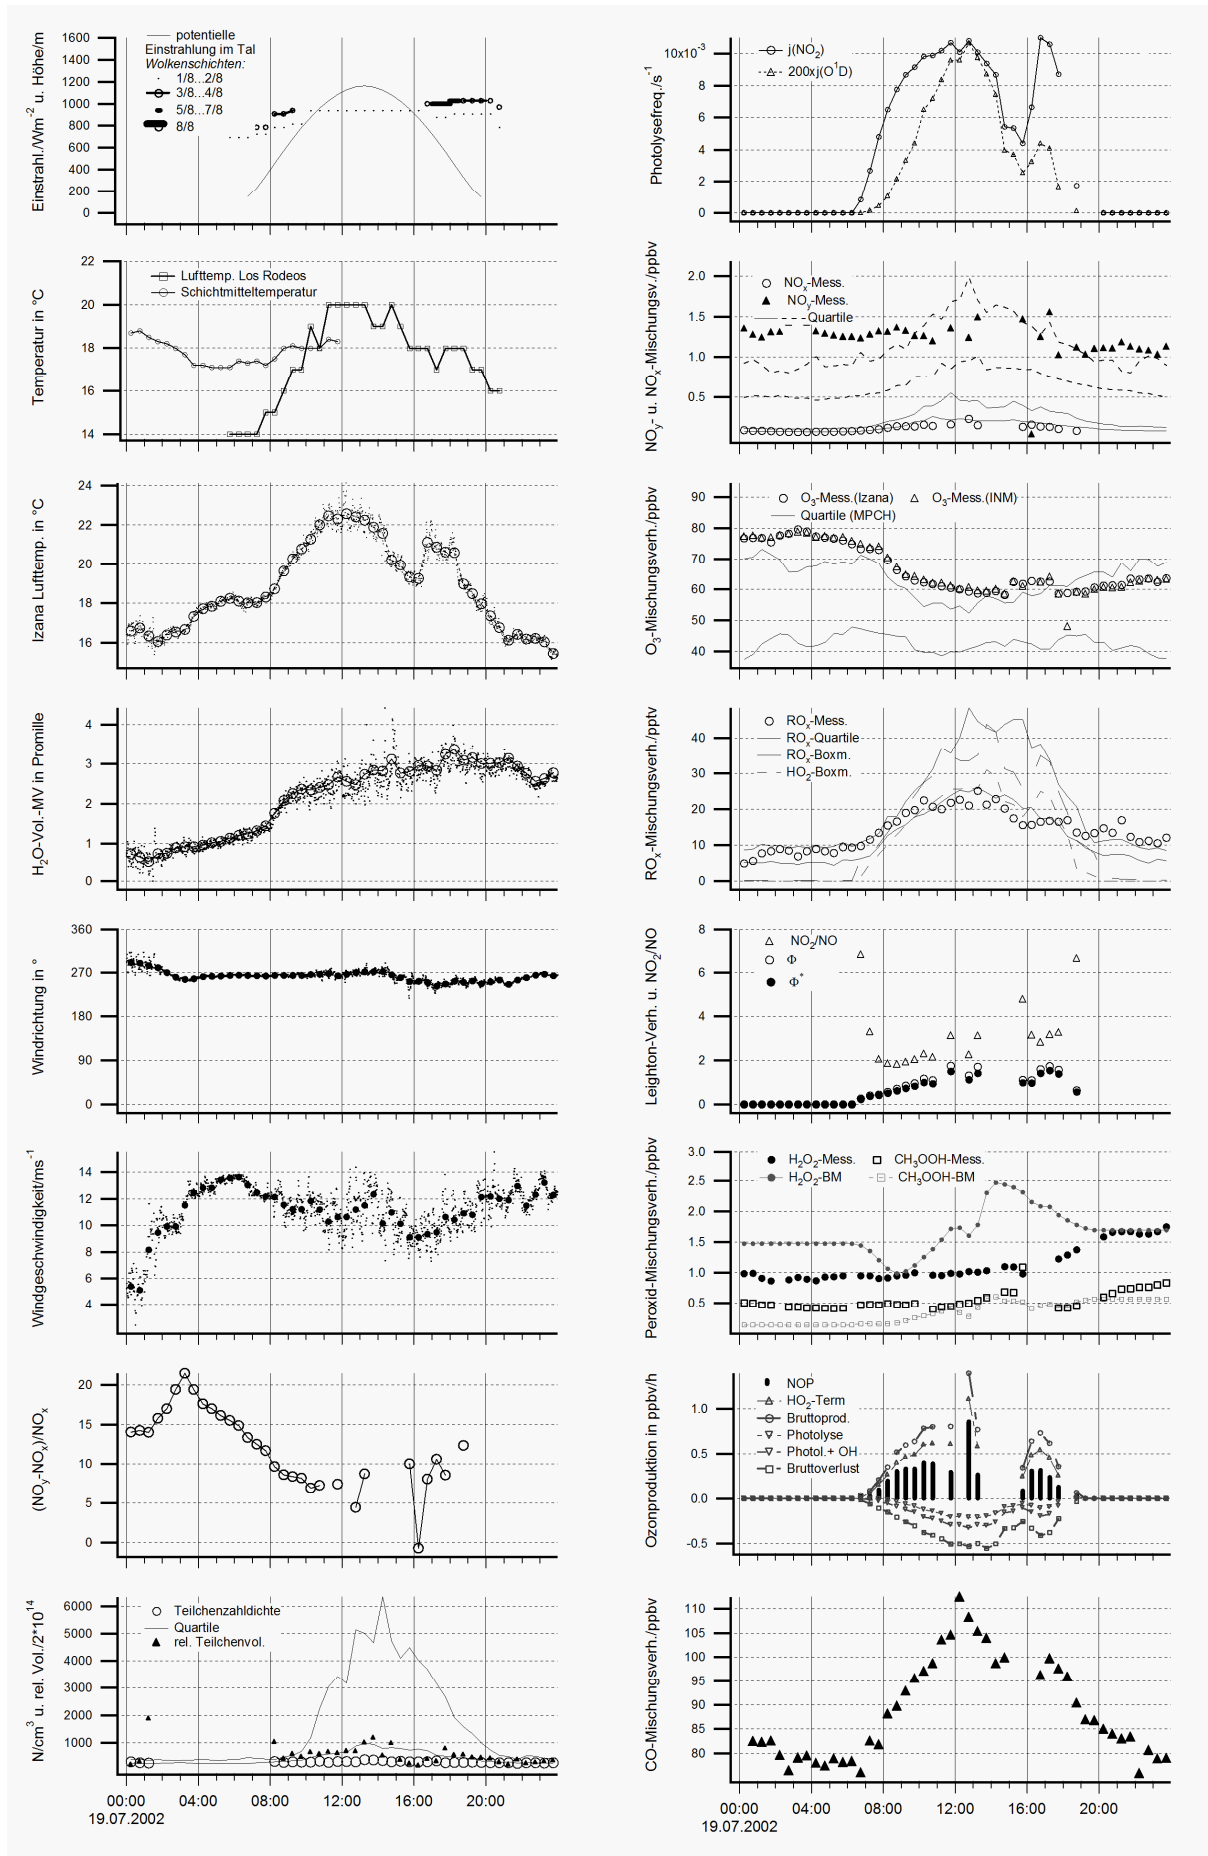 Einstrahl./Wm⁻² u. Höhe/m
1600
1400
1200
1000
800
600
400
200
0
potentielle
Einstrahlung im Tal
Wolkenschichten:
1/8...2/8
3/8...4/8
5/8...7/8
8/8
Temperatur in °C
22
20
18
16
14
Lufttemp. Los Rodeos
Schichtmitteltemperatur
Izana Lufttemp. in °C
24
22
20
18
16
H₂O-Vol.-MV in Promille
4
3
2
1
0
Windrichtung in °
360
270
180
90
0
Windgeschwindigkeit/ms⁻¹
14
12
10
8
6
4
(NOy-NOx)/NOx
20
15
10
5
0
N/cm³ u. rel. Vol./2*10¹⁴
6000
5000
4000
3000
2000
1000
Teilchenzahldichte
Quartile
rel. Teilchenvol.
00:00 04:00 08:00 12:00 16:00 20:00
19.07.2002
Photolysefreq./s⁻¹
10x10⁻³
8
6
4
2
0
j(NO₂)
200xj(O¹D)
NOy- u. NOx-Mischungsv./ppbv
2.0
1.5
1.0
0.5
NOx-Mess.
NOy-Mess.
Quartile
O₃-Mischungsverh./ppbv
90
80
70
60
50
40
O₃-Mess.(Izana) O₃-Mess.(INM)
Quartile (MPCH)
ROx-Mischungsverh./pptv
40
30
20
10
0
ROx-Mess.
ROx-Quartile
ROx-Boxm.
HO₂-Boxm.
Leighton-Verh. u. NO₂/NO
8
6
4
2
0
NO₂/NO
Φ
Φ*
Peroxid-Mischungsverh./ppbv
3.0
2.5
2.0
1.5
1.0
0.5
H₂O₂-Mess. CH₃OOH-Mess.
H₂O₂-BM CH₃OOH-BM
Ozonproduktion in ppbv/h
1.0
0.5
0.0
-0.5
NOP
HO₂-Term
Bruttoprod.
Photolyse
Photol.+ OH
Bruttoverlust
CO-Mischungsverh./ppbv
110
105
100
95
90
85
80
00:00 04:00 08:00 12:00 16:00 20:00
19.07.2002